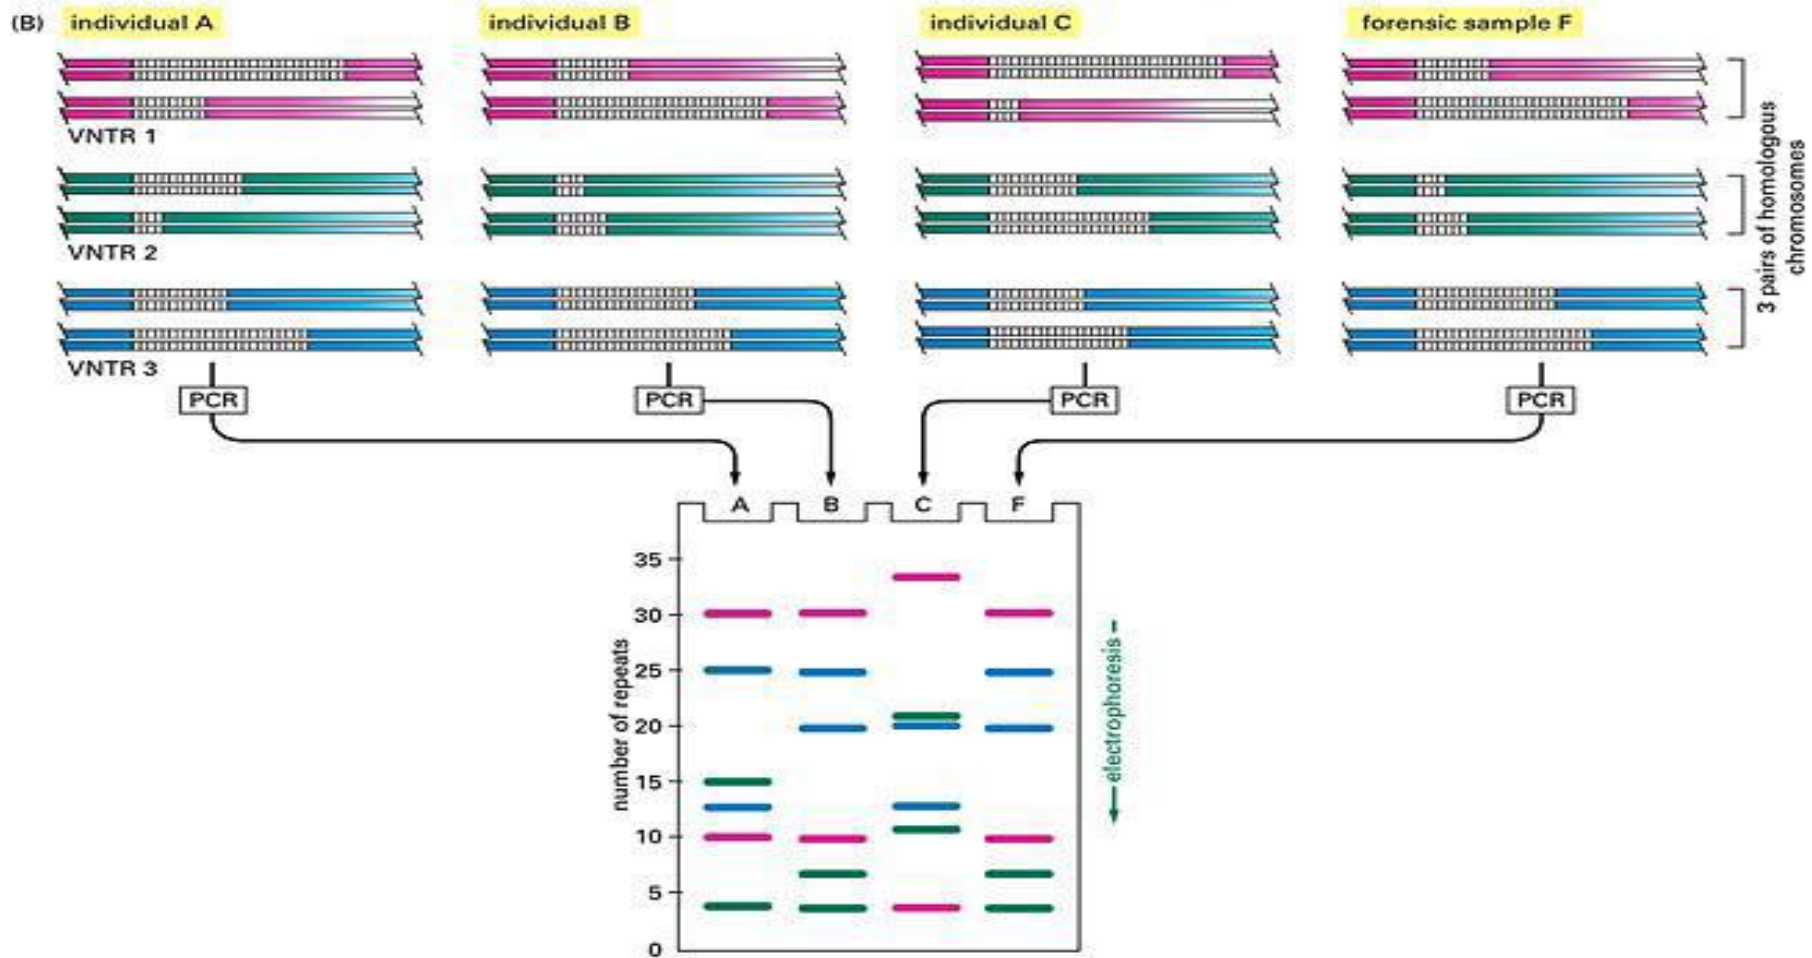 (B) individual A individual B individual C forensic sample F
VNTR 1
VNTR 2
VNTR 3
3 pairs of homologous
chromosomes
PCR PCR PCR PCR
A B C F
35
30
25
20
15
10
5
0
number of repeats
electrophoresis